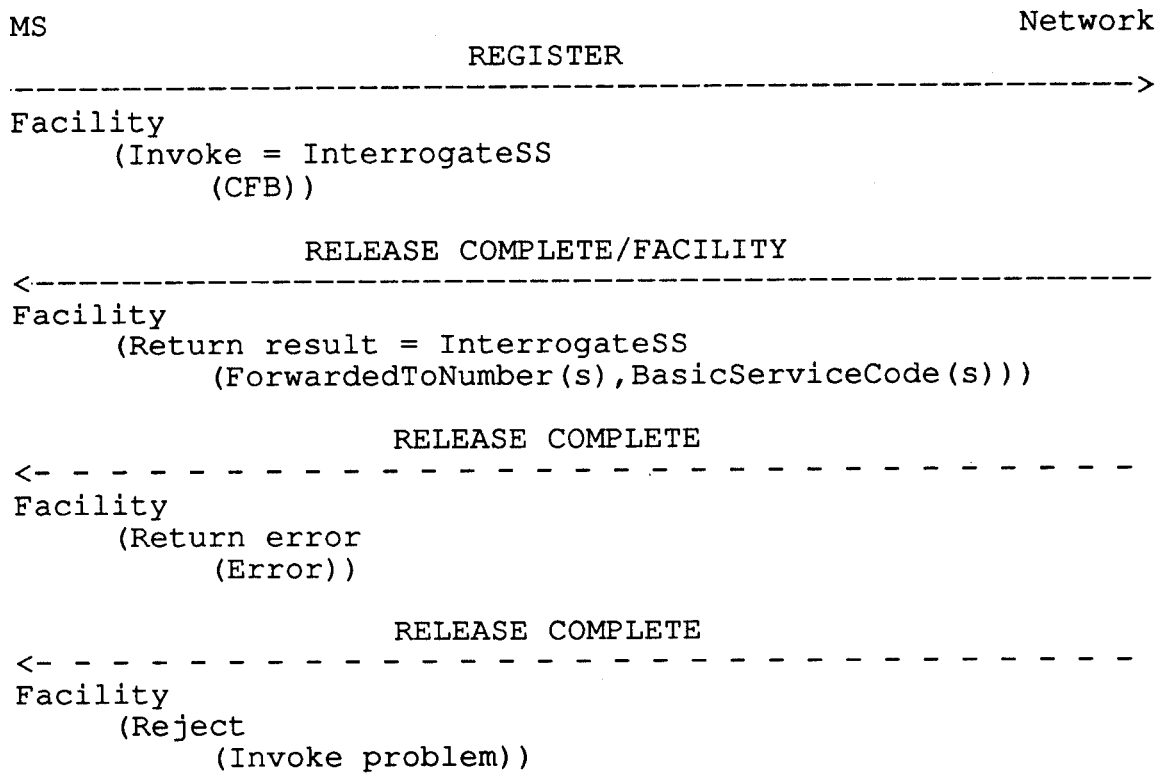 MS Network
REGISTER
------------------------------------------------------------>
Facility
(Invoke = InterrogateSS
(CFB))
RELEASE COMPLETE/FACILITY
<------------------------------------------------------------
Facility
(Return result = InterrogateSS
(ForwardedToNumber(s),BasicServiceCode(s)))
RELEASE COMPLETE
<- - - - - - - - - - - - - - - - - - - - - - - - - - - - - -
Facility
(Return error
(Error))
RELEASE COMPLETE
<- - - - - - - - - - - - - - - - - - - - - - - - - - - - - -
Facility
(Reject
(Invoke problem))